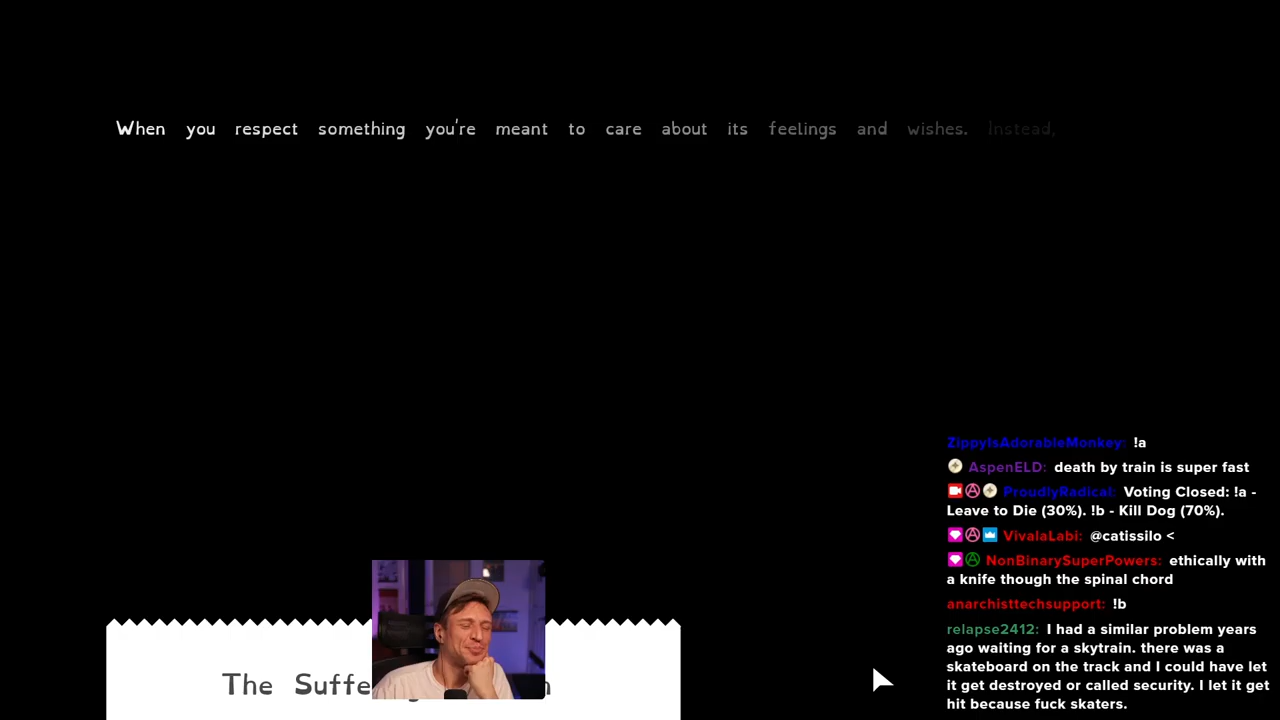 When you respect something you're meant to care about its feelings and wishes. Instead,
ZippyIsAdorableMonkey: !a
AspenELD: death by train is super fast
ProudlyRadical: Voting Closed: !a -
Leave to Die (30%). !b - Kill Dog (70%).
VivalaLabi: @catissilo <
NonBinarySuperPowers: ethically with
a knife though the spinal chord
anarchisttechsupport: !b
relapse2412: I had a similar problem years
ago waiting for a skytrain. there was a
skateboard on the track and I could have let
it get destroyed or called security. I let it get
hit because fuck skaters.
The